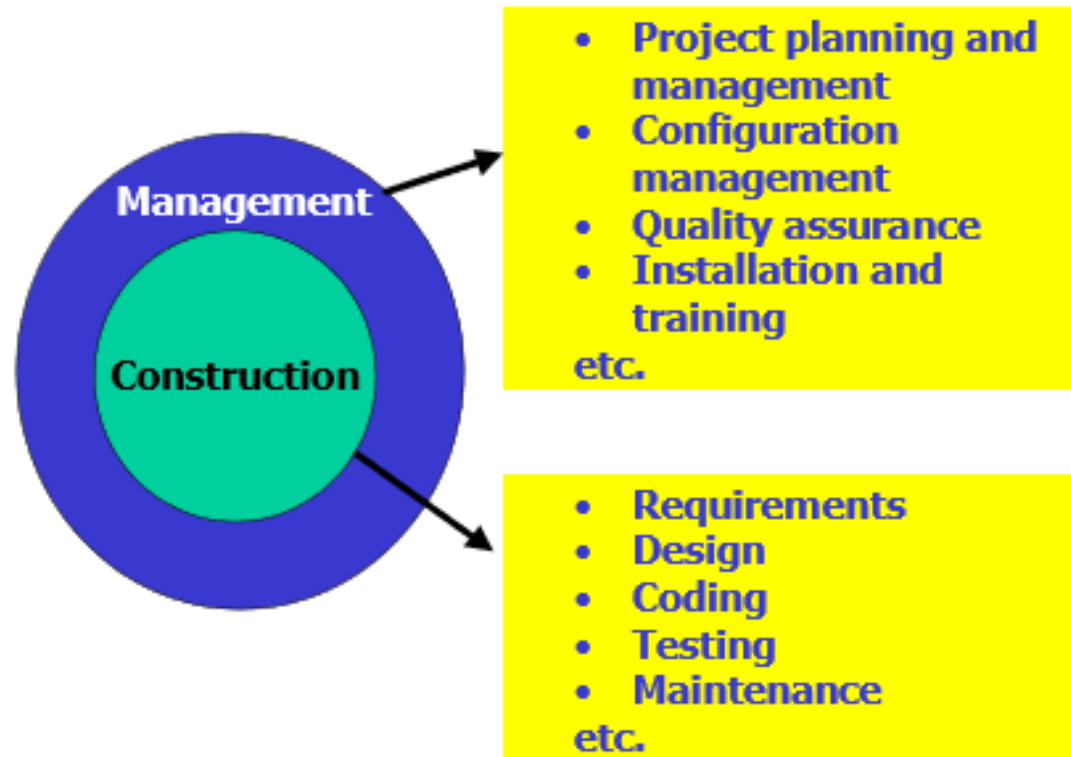 Management
Construction
• Project planning and
management
• Configuration
management
• Quality assurance
• Installation and
training
etc.
• Requirements
• Design
• Coding
• Testing
• Maintenance
etc.